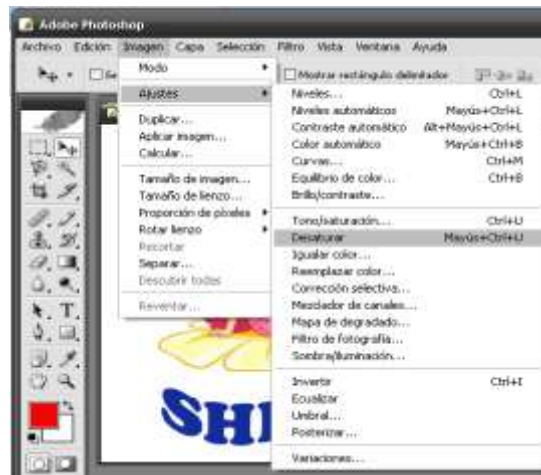 Adobe Photoshop
Archivo Edición Imagen Capa Selección Filtro Vista Ventana Ayuda
Mostrar rectángulo delimitador
Modo
Ajustes
Duplicar...
Aplicar imagen...
Calcular...
Tamaño de imagen...
Tamaño de lienzo...
Proporción de píxeles
Rotar lienzo
Recortar
Separar...
Descubrir todas
Reventar...
Niveles... Ctrl+L
Niveles automáticos Mayús+Ctrl+L
Contraste automático Alt+Mayús+Ctrl+L
Color automático Mayús+Ctrl+B
Curvas... Ctrl+M
Equilibrio de color... Ctrl+B
Brillo/contraste...
Tono/saturación... Ctrl+U
Desaturar Mayús+Ctrl+U
Igualar color...
Reemplazar color...
Corrección selectiva...
Mezclador de canales...
Mapa de degradado...
Filtro de fotografía...
Sombra/iluminación...
Invertir Ctrl+I
Ecualizar
Umbral...
Posterizar...
Variaciones...
SH